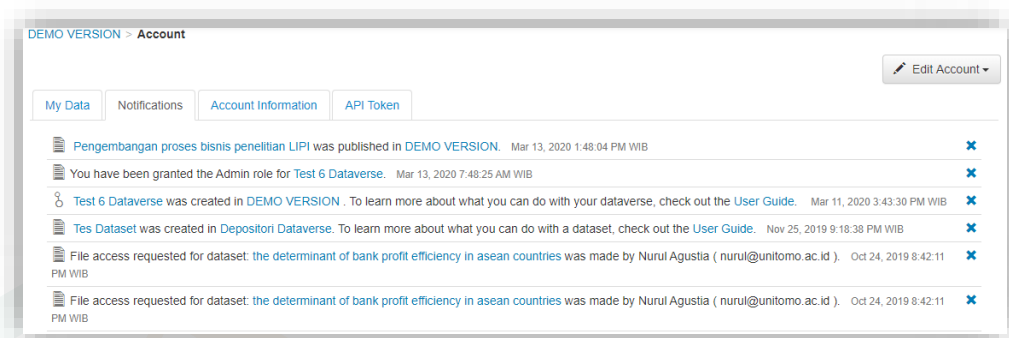 DEMO VERSION > Account
Edit Account
My Data Notifications Account Information API Token
Pengembangan proses bisnis penelitian LIPI was published in DEMO VERSION. Mar 13, 2020 1:48:04 PM WIB
You have been granted the Admin role for Test 6 Dataverse. Mar 13, 2020 7:48:25 AM WIB
Test 6 Dataverse was created in DEMO VERSION . To learn more about what you can do with your dataverse, check out the User Guide. Mar 11, 2020 3:43:30 PM WIB
Tes Dataset was created in Depositori Dataverse. To learn more about what you can do with a dataset, check out the User Guide. Nov 25, 2019 9:18:38 PM WIB
File access requested for dataset: the determinant of bank profit efficiency in asean countries was made by Nurul Agustia ( nurul@unitomo.ac.id ). Oct 24, 2019 8:42:11
PM WIB
File access requested for dataset: the determinant of bank profit efficiency in asean countries was made by Nurul Agustia ( nurul@unitomo.ac.id ). Oct 24, 2019 8:42:11
PM WIB